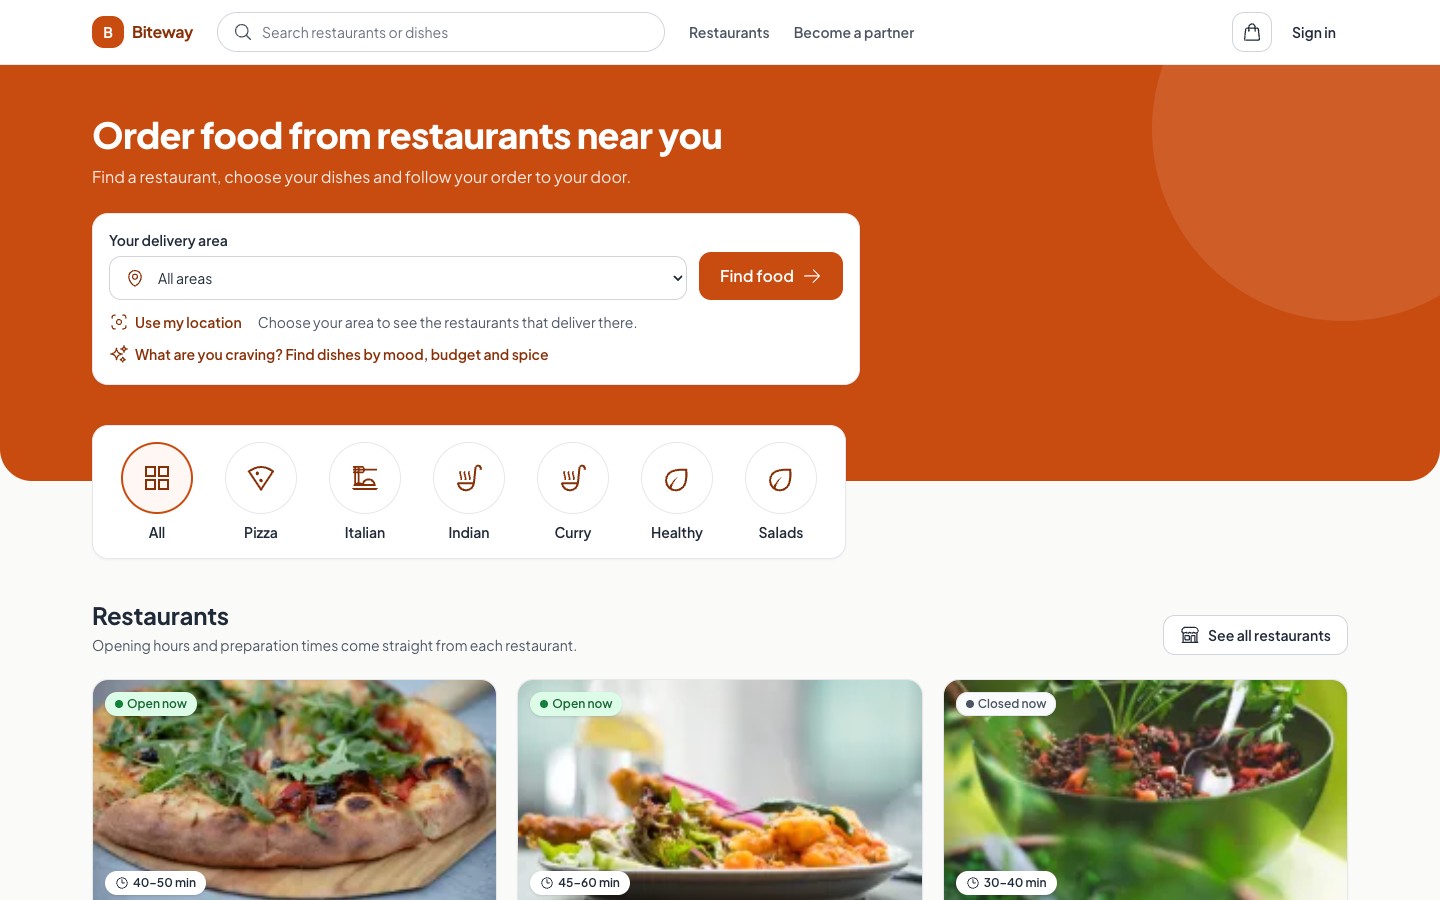 B
Biteway
Search restaurants or dishes
Restaurants
Become a partner
Sign in
Order food from restaurants near you
Find a restaurant, choose your dishes and follow your order to your door.
Your delivery area
All areas
Find food
Use my location
Choose your area to see the restaurants that deliver there.
What are you craving? Find dishes by mood, budget and spice
All
Pizza
Italian
Indian
Curry
Healthy
Salads
Restaurants
Opening hours and preparation times come straight from each restaurant.
See all restaurants
Open now
Open now
Closed now
40–50 min
45–60 min
30–40 min